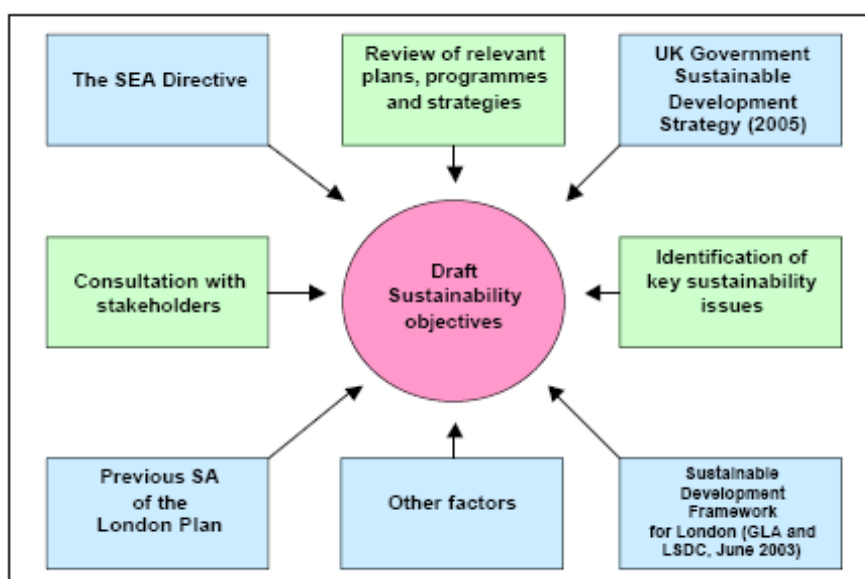 The SEA Directive
Review of relevant
plans, programmes
and strategies
UK Government
Sustainable
Development
Strategy (2005)
Consultation with
stakeholders
Draft
Sustainability
objectives
Identification of
key sustainability
issues
Previous SA
of the
London Plan
Other factors
Sustainable
Development
Framework
for London (GLA and
LSDC, June 2003)